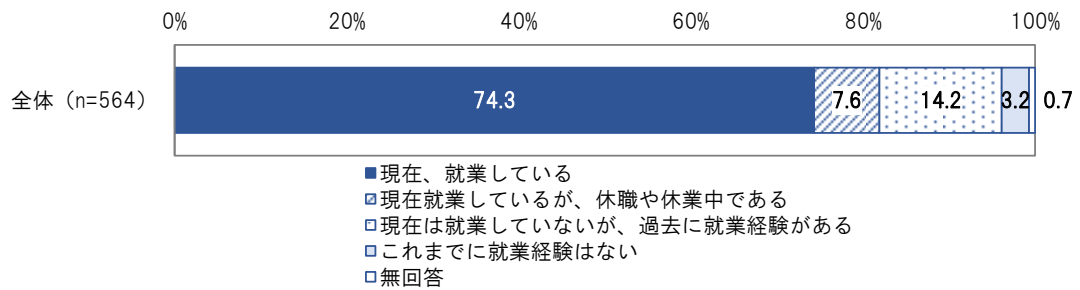 0% 20% 40% 60% 80% 100%
全体（n=564） 74.3 7.6 14.2 3.2 0.7
現在、就業している
現在就業しているが、休職や休業中である
現在は就業していないが、過去に就業経験がある
これまでに就業経験はない
無回答